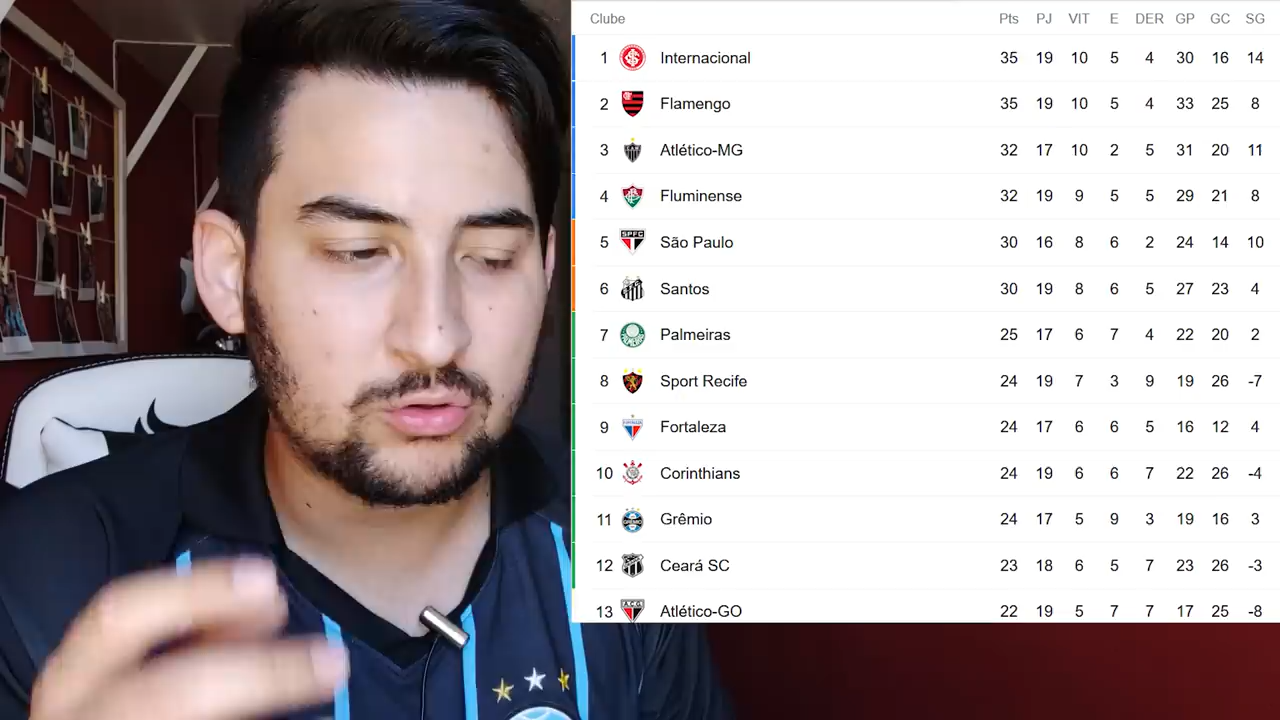 Clube Pts PJ VIT E DER GP GC SG
1 Internacional 35 19 10 5 4 30 16 14
2 Flamengo 35 19 10 5 4 33 25 8
3 Atlético-MG 32 17 10 2 5 31 20 11
4 Fluminense 32 19 9 5 5 29 21 8
5 São Paulo 30 16 8 6 2 24 14 10
6 Santos 30 19 8 6 5 27 23 4
7 Palmeiras 25 17 6 7 4 22 20 2
8 Sport Recife 24 19 7 3 9 19 26 -7
9 Fortaleza 24 17 6 6 5 16 12 4
10 Corinthians 24 19 6 6 7 22 26 -4
11 Grêmio 24 17 5 9 3 19 16 3
12 Ceará SC 23 18 6 5 7 23 26 -3
13 Atlético-GO 22 19 5 7 7 17 25 -8